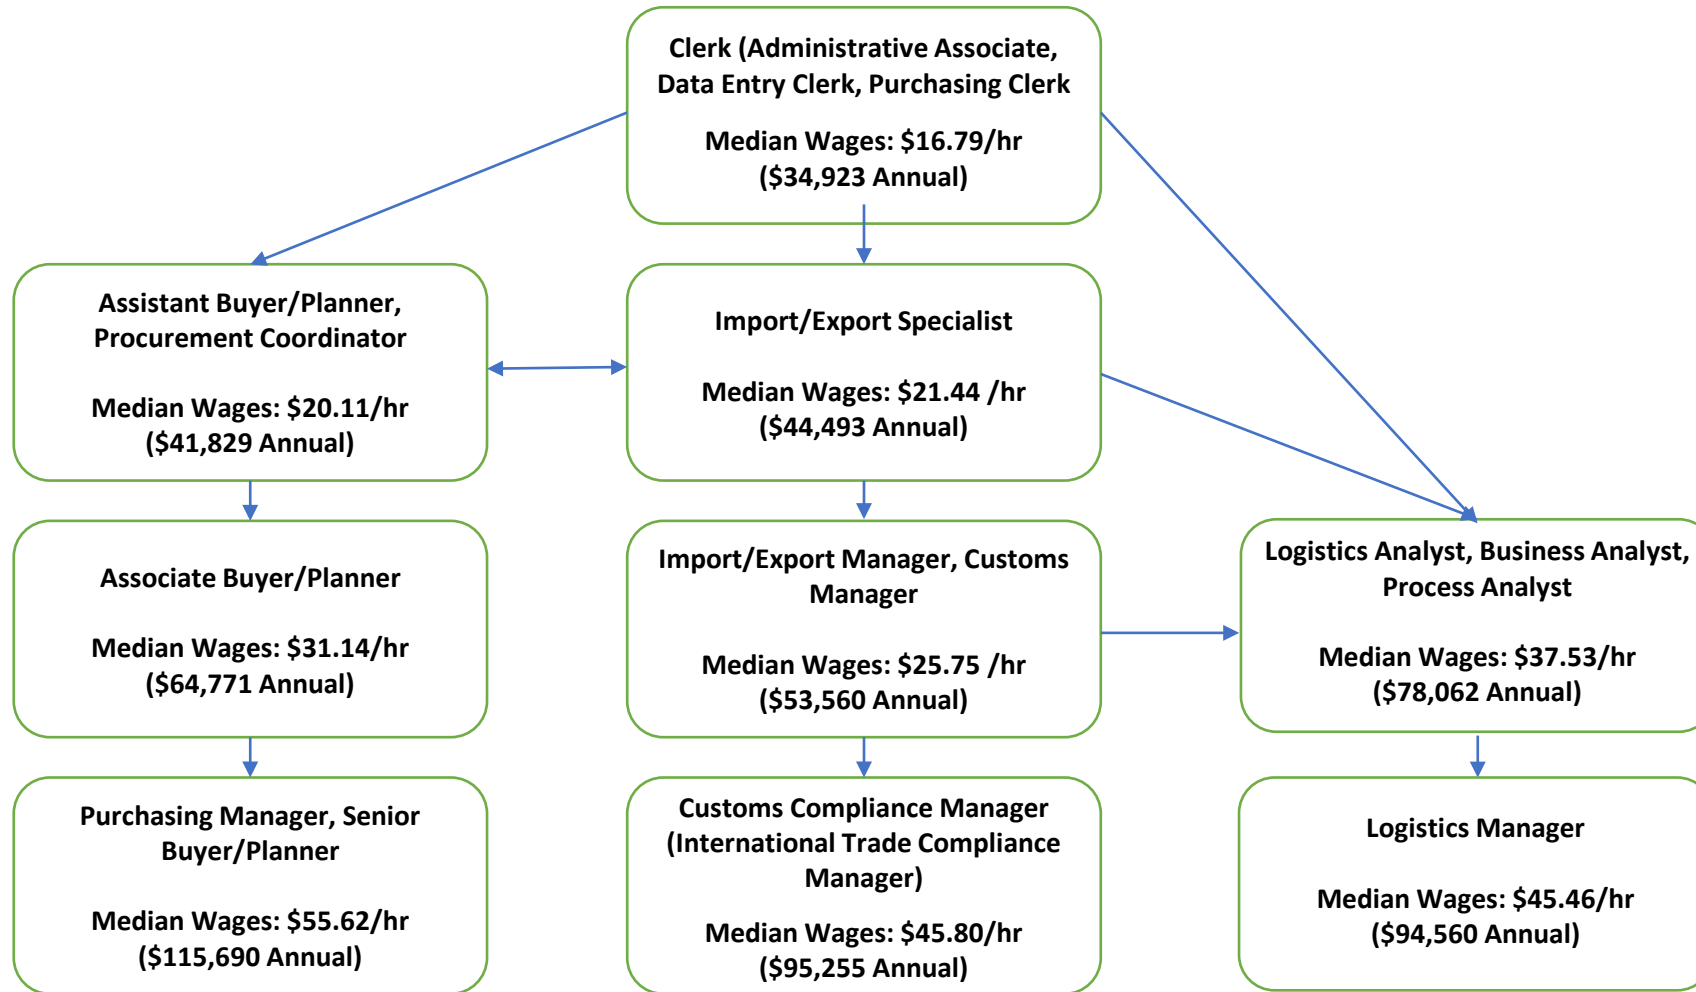 Clerk (Administrative Associate,
Data Entry Clerk, Purchasing Clerk
Median Wages: $16.79/hr
($34,923 Annual)
Assistant Buyer/Planner,
Procurement Coordinator
Median Wages: $20.11/hr
($41,829 Annual)
Import/Export Specialist
Median Wages: $21.44 /hr
($44,493 Annual)
Associate Buyer/Planner
Median Wages: $31.14/hr
($64,771 Annual)
Import/Export Manager, Customs
Manager
Median Wages: $25.75 /hr
($53,560 Annual)
Logistics Analyst, Business Analyst,
Process Analyst
Median Wages: $37.53/hr
($78,062 Annual)
Purchasing Manager, Senior
Buyer/Planner
Median Wages: $55.62/hr
($115,690 Annual)
Customs Compliance Manager
(International Trade Compliance
Manager)
Median Wages: $45.80/hr
($95,255 Annual)
Logistics Manager
Median Wages: $45.46/hr
($94,560 Annual)